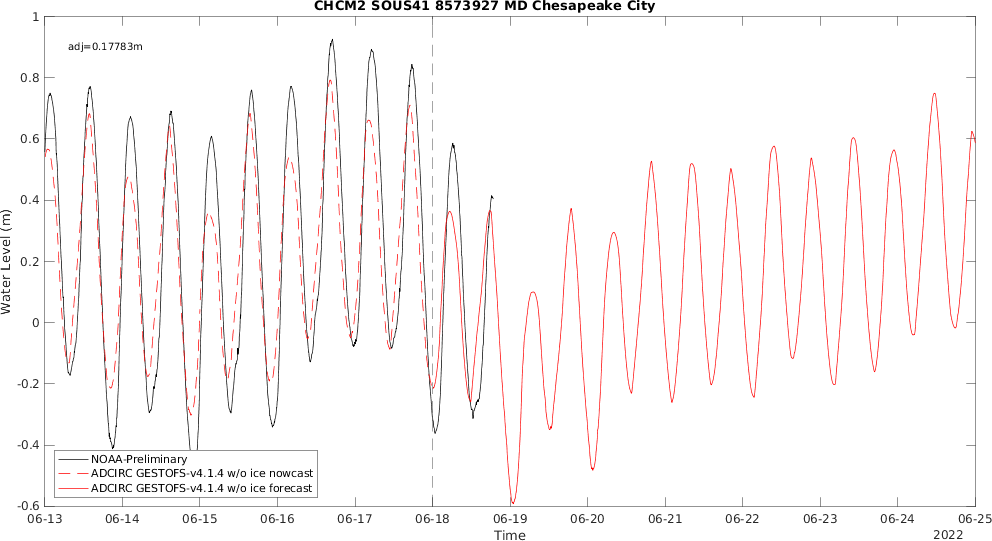 CHCM2 SOUS41 8573927 MD Chesapeake City
adj=0.17783m
Water Level (m)
1
0.8
0.6
0.4
0.2
0
-0.2
-0.4
-0.6
NOAA-Preliminary
ADCIRC GESTOFS-v4.1.4 w/o ice nowcast
ADCIRC GESTOFS-v4.1.4 w/o ice forecast
06-13 06-14 06-15 06-16 06-17 06-18 06-19 06-20 06-21 06-22 06-23 06-24 06-25
Time
2022